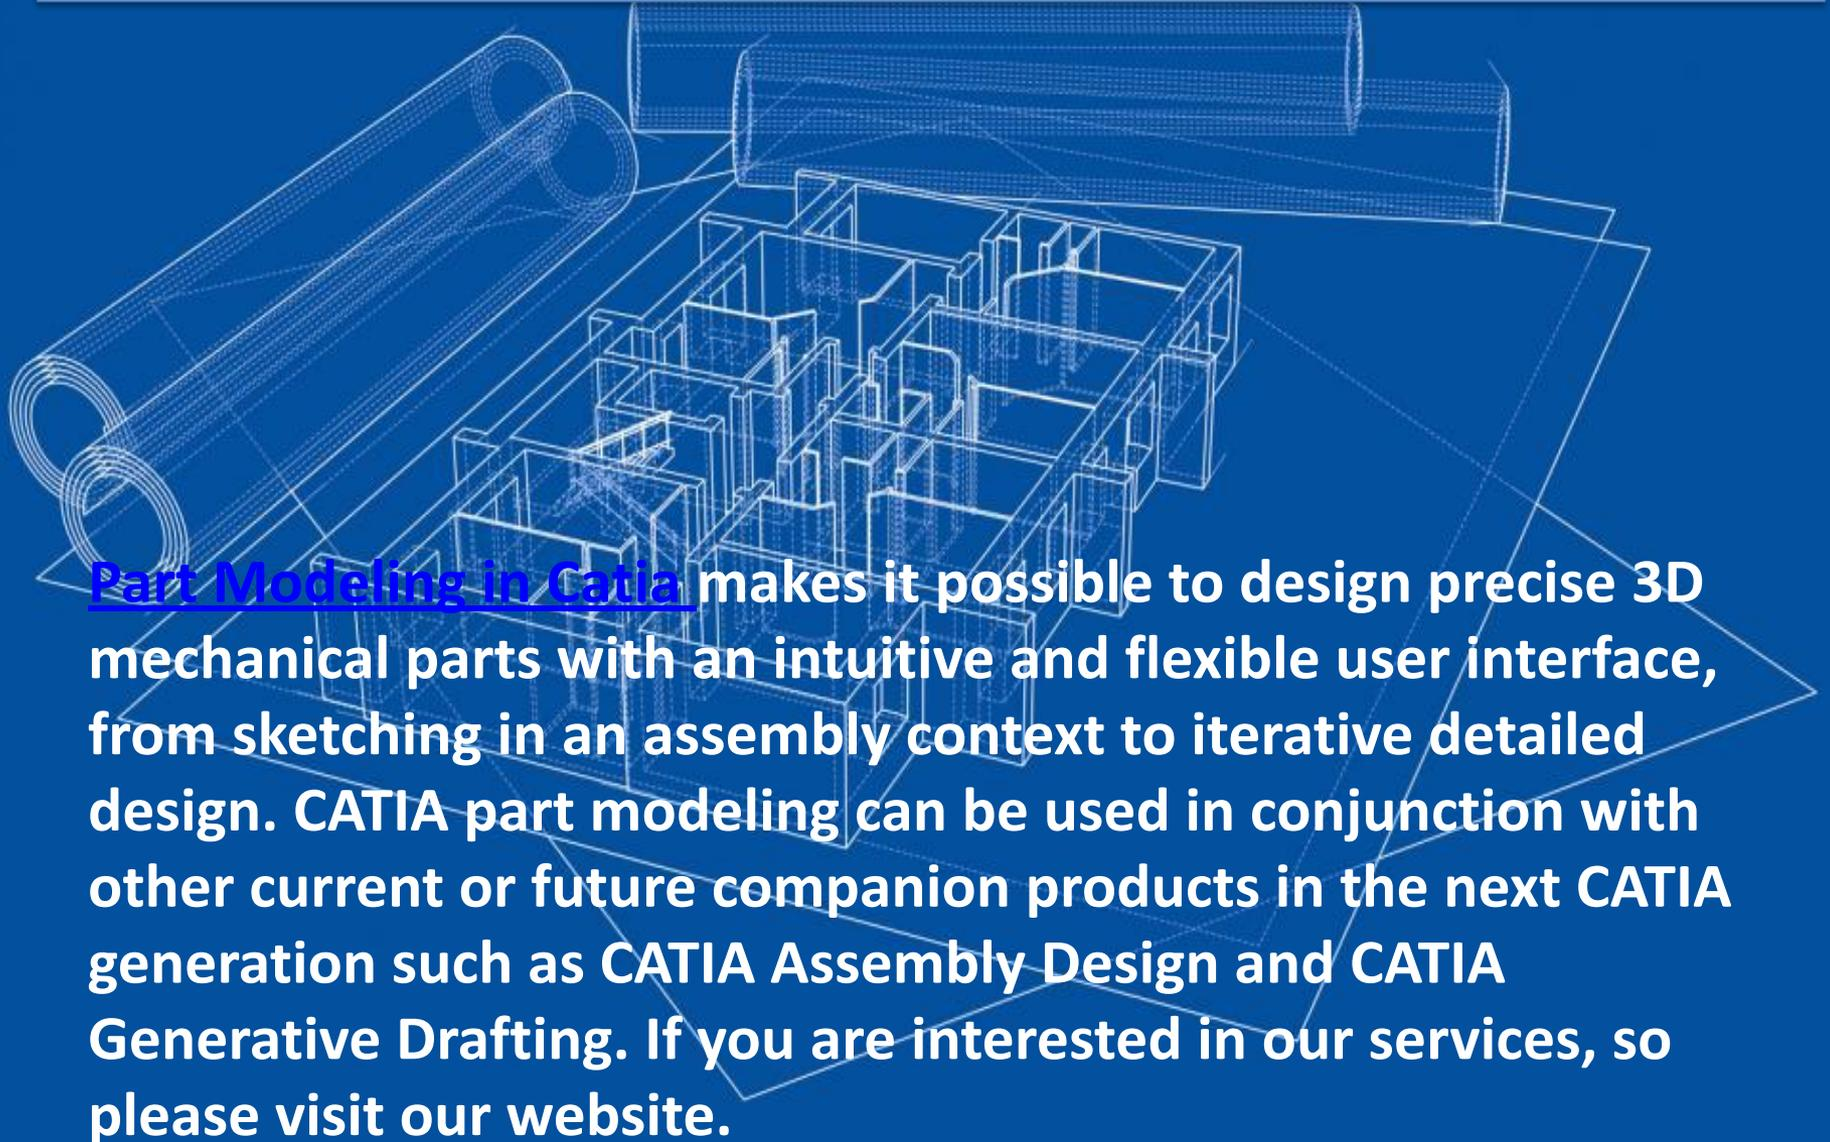 Part Modeling in Catia makes it possible to design precise 3D
mechanical parts with an intuitive and flexible user interface,
from sketching in an assembly context to iterative detailed
design. CATIA part modeling can be used in conjunction with
other current or future companion products in the next CATIA
generation such as CATIA Assembly Design and CATIA
Generative Drafting. If you are interested in our services, so
please visit our website.